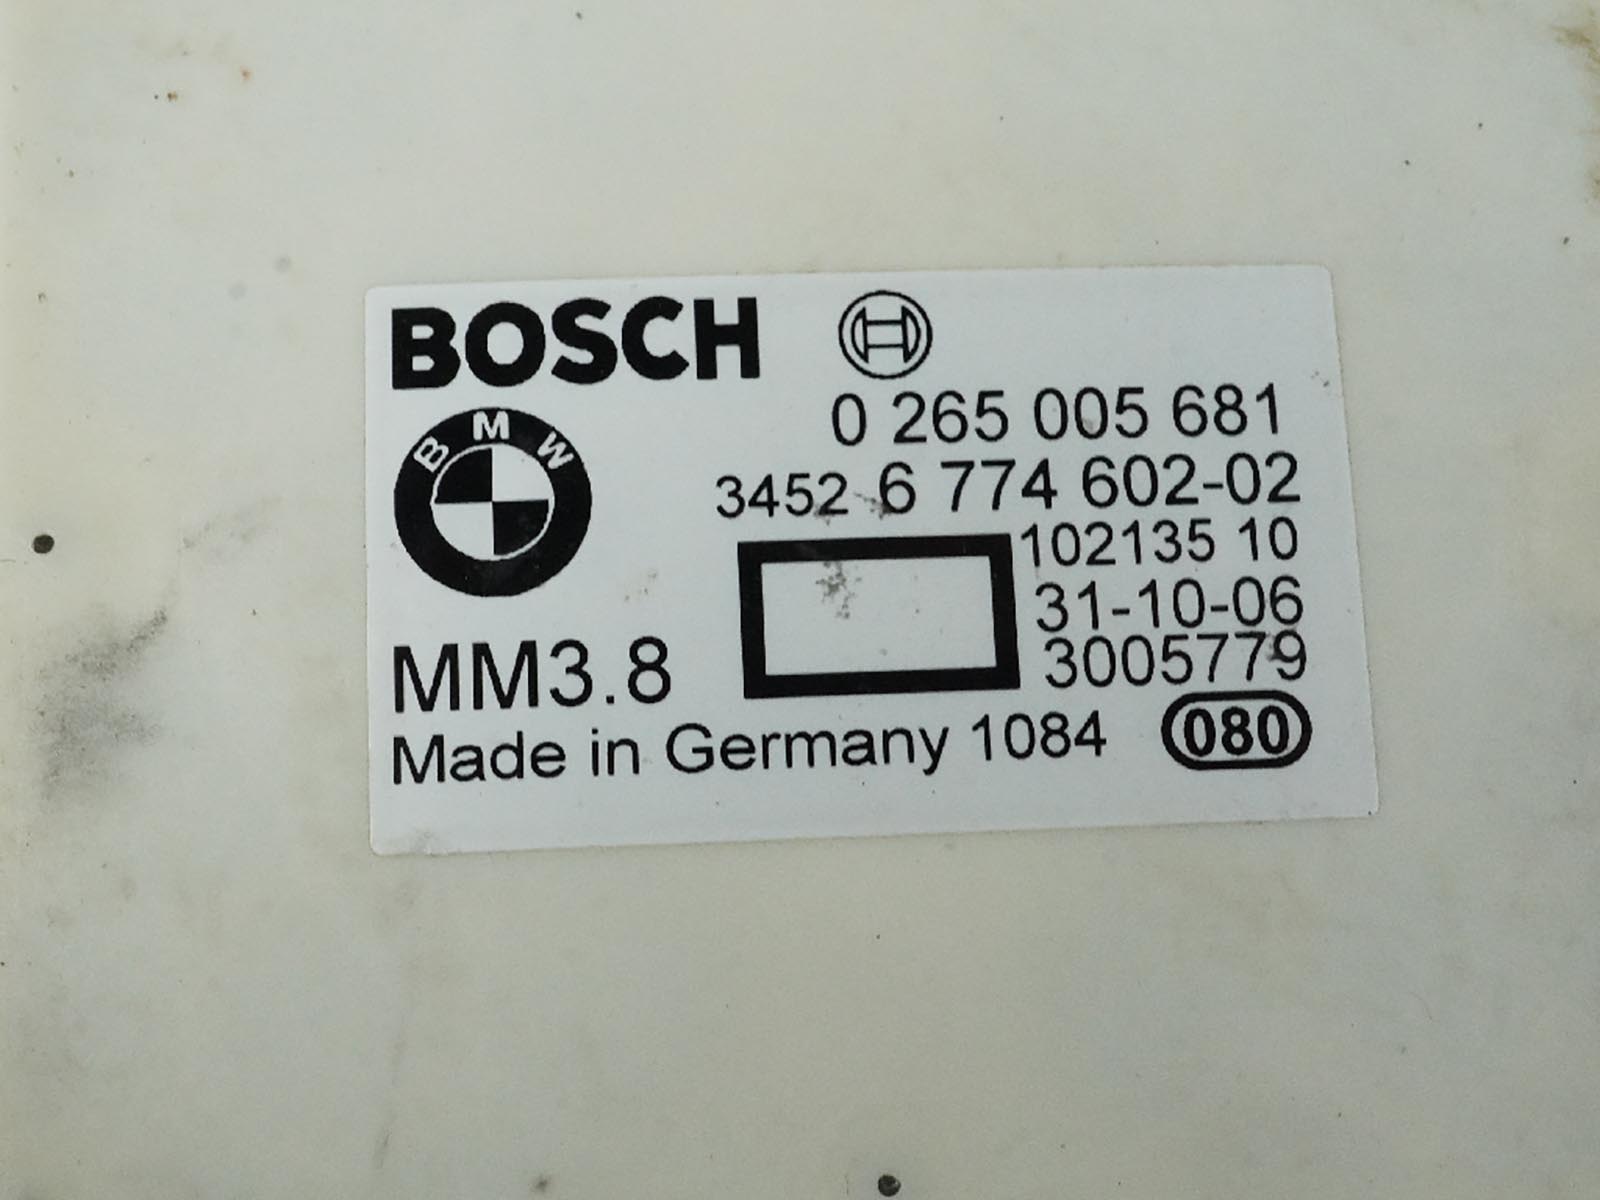 BOSCH
0 265 005 681
BMW
3452 6 774 602-02
102135 10
31-10-06
3005779
MM3.8
Made in Germany 1084 080